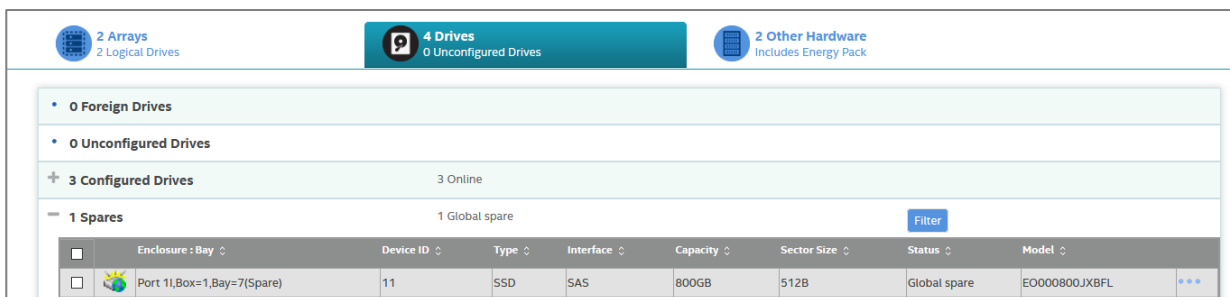 2 Arrays
2 Logical Drives
4 Drives
0 Unconfigured Drives
2 Other Hardware
Includes Energy Pack
0 Foreign Drives
0 Unconfigured Drives
3 Configured Drives 3 Online
1 Spares 1 Global spare Filter
Enclosure : Bay Device ID Type Interface Capacity Sector Size Status Model
Port 1I,Box=1,Bay=7(Spare) 11 SSD SAS 800GB 512B Global spare EO000800JXBFL